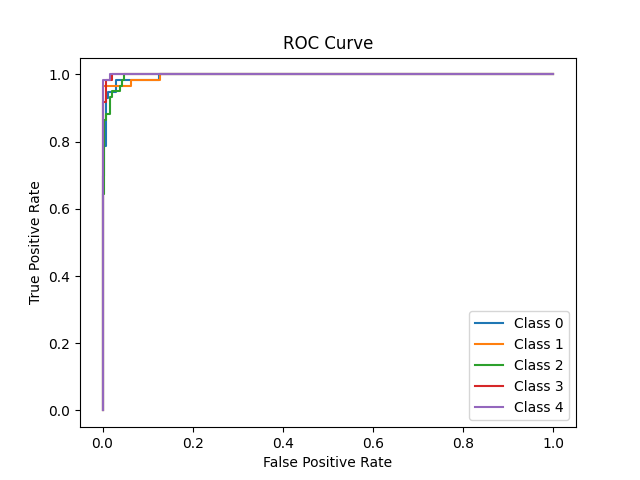 ROC Curve
1.0
0.8
0.6
0.4
0.2
0.0
True Positive Rate
0.0 0.2 0.4 0.6 0.8 1.0
False Positive Rate
Class 0
Class 1
Class 2
Class 3
Class 4